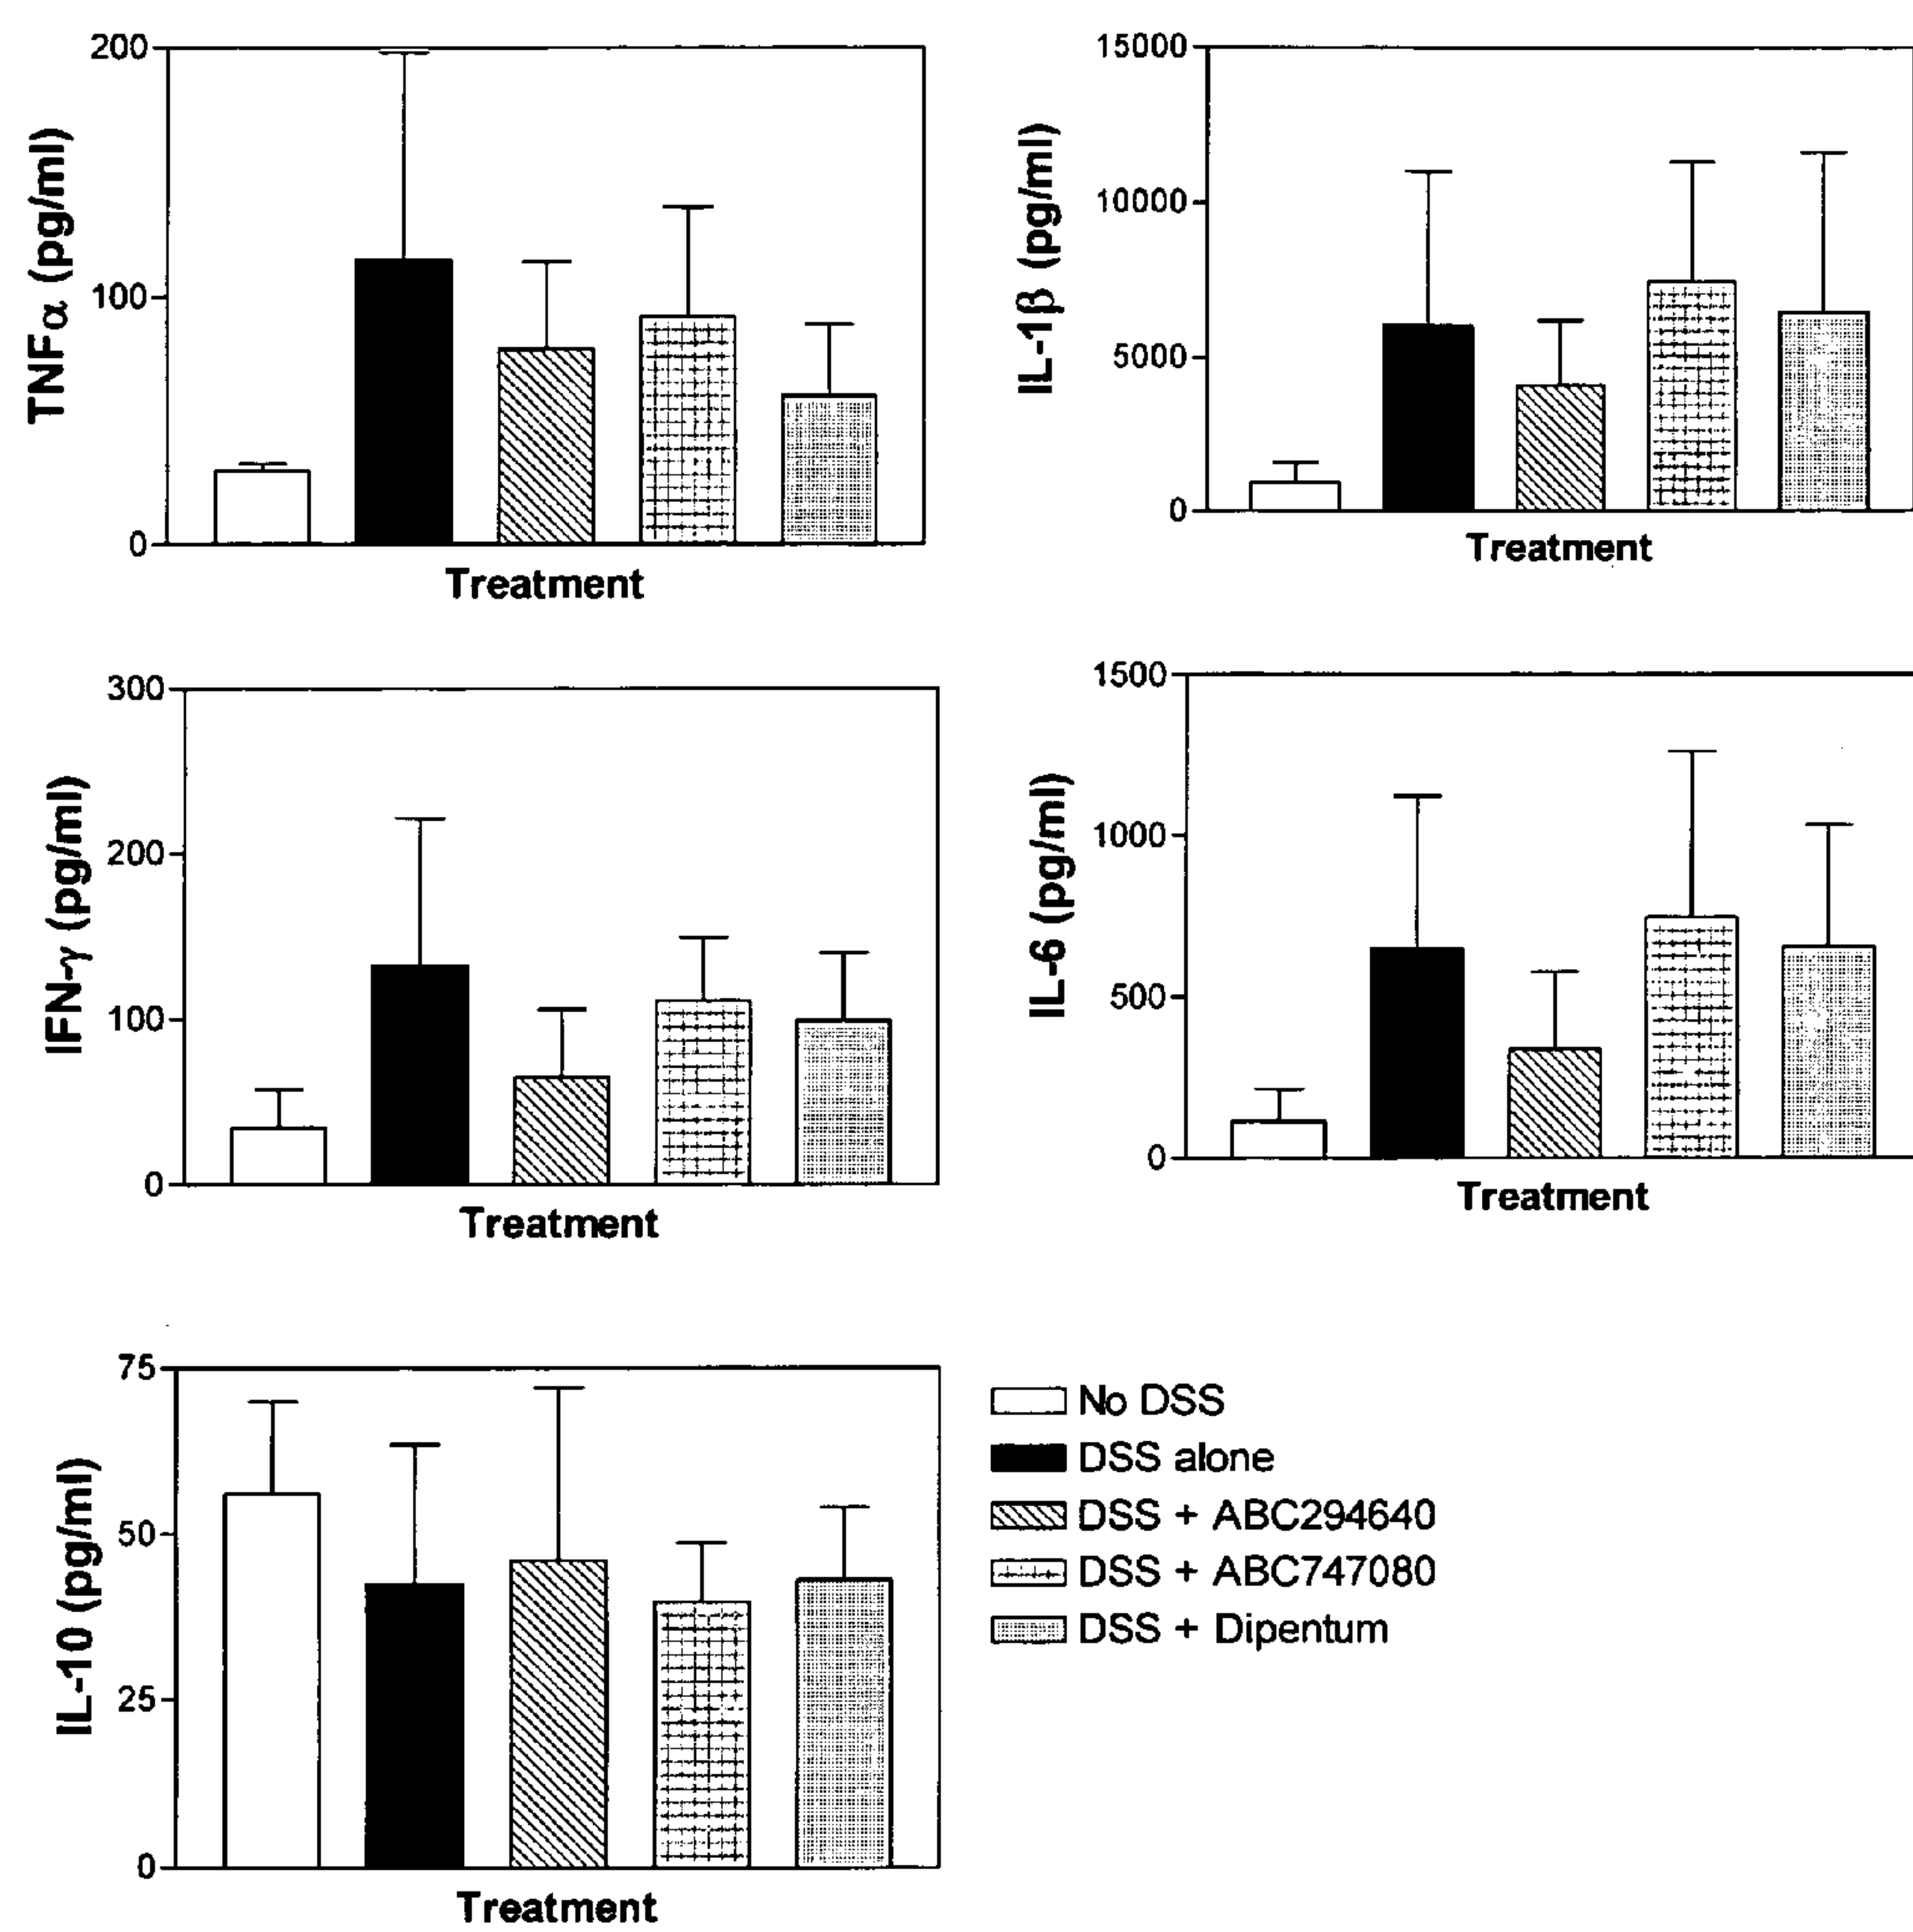 TNFα (pg/ml)
200
100
0
Treatment
IL-1β (pg/ml)
15000
10000
5000
0
Treatment
IFN-γ (pg/ml)
300
200
100
0
Treatment
IL-6 (pg/ml)
1500
1000
500
0
Treatment
IL-10 (pg/ml)
75
50
25
0
Treatment
No DSS
DSS alone
DSS + ABC294640
DSS + ABC747080
DSS + Dipentum